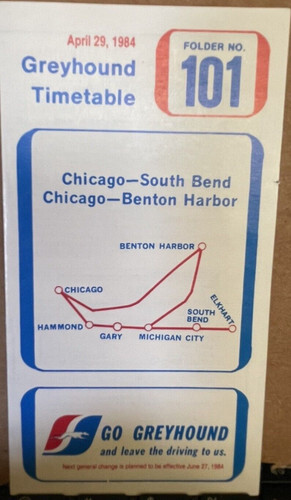 April 29, 1984
Greyhound
Timetable
FOLDER NO.
101
Chicago—South Bend
Chicago—Benton Harbor
BENTON HARBOR
CHICAGO
HAMMOND
GARY
MICHIGAN CITY
SOUTH
BEND
ELKHART
GO GREYHOUND
and leave the driving to us.
Next general change is planned to be effective June 27, 1984